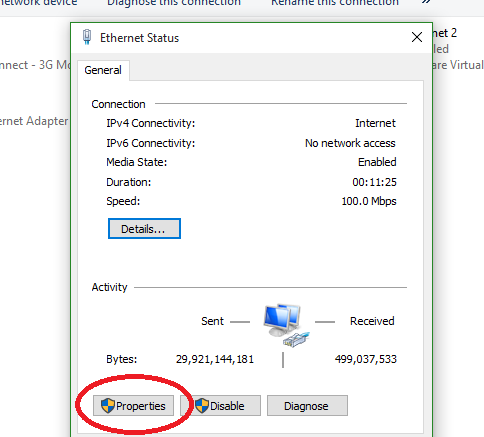 network device Diagnose this connection Rename this connection »
Ethernet Status
net 2
led
nnect - 3G Mo
are Virtual
ernet Adapter
General
Connection
IPv4 Connectivity: Internet
IPv6 Connectivity: No network access
Media State: Enabled
Duration: 00:11:25
Speed: 100.0 Mbps
Details...
Activity
Sent Received
Bytes: 29,921,144,181 499,037,533
Properties Disable Diagnose